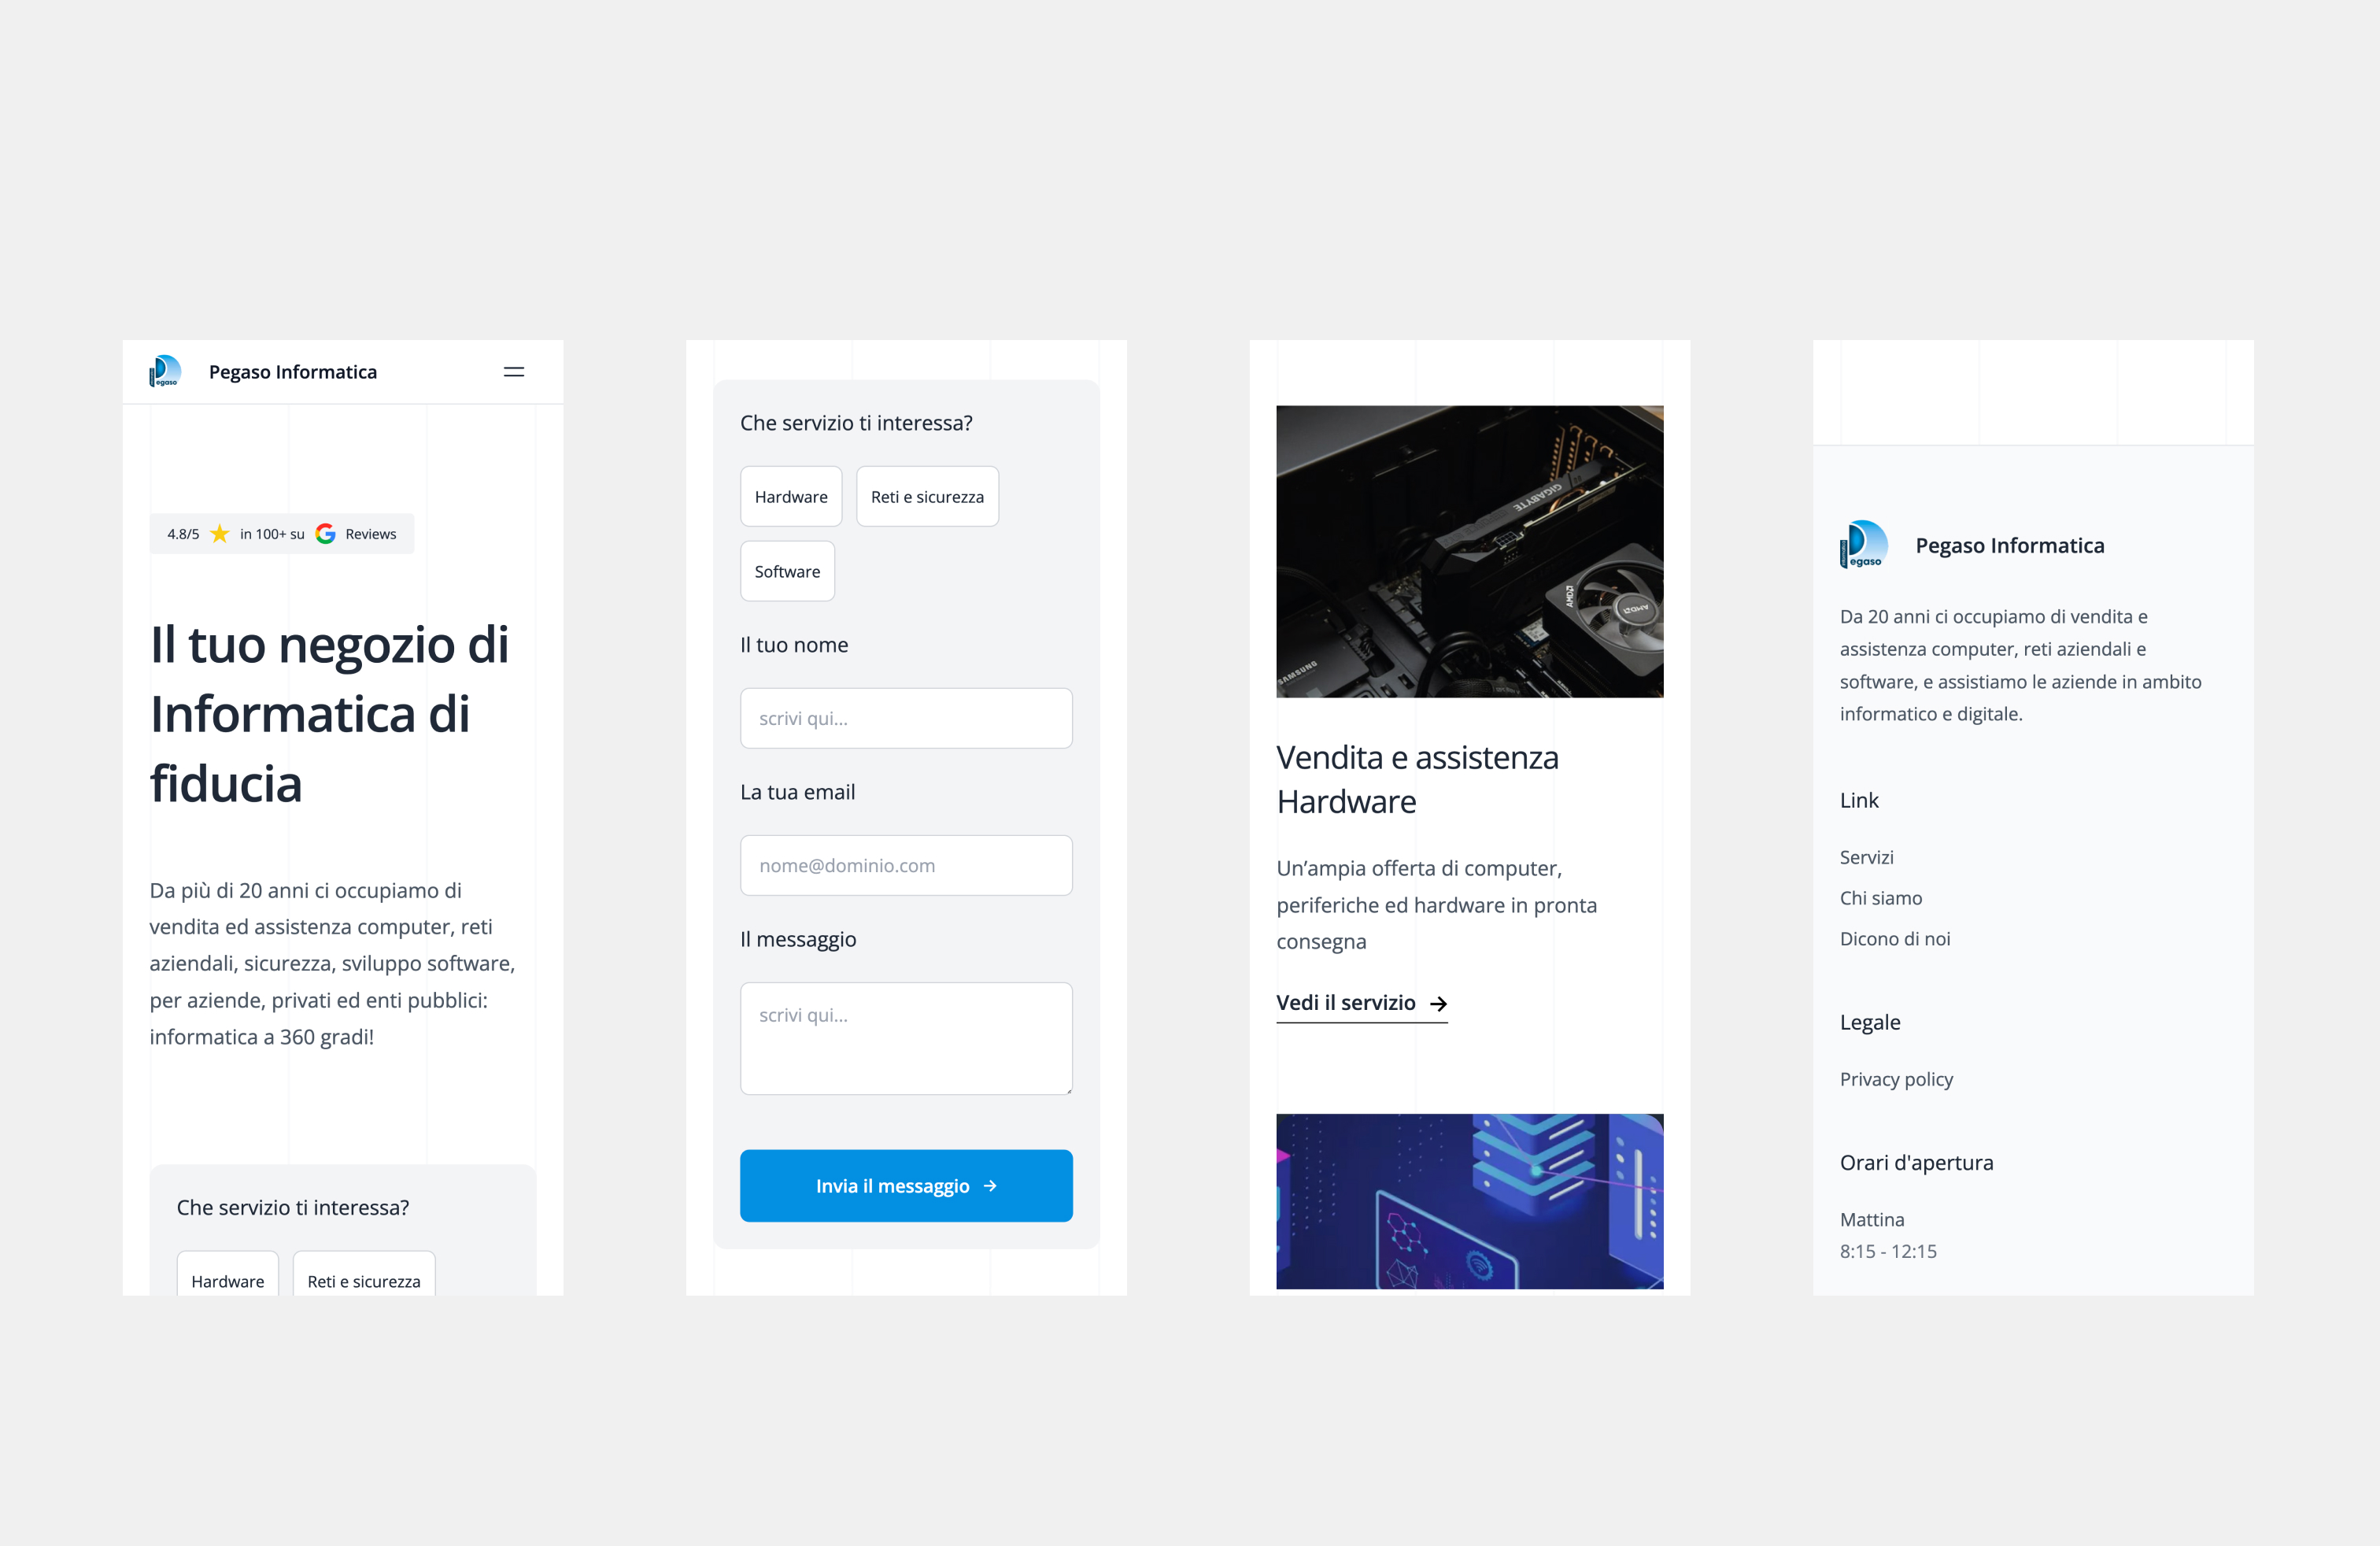 egaso
Pegaso Informatica
4.8/5 in 100+ su Reviews
Il tuo negozio di
Informatica di
fiducia
Da più di 20 anni ci occupiamo di
vendita ed assistenza computer, reti
aziendali, sicurezza, sviluppo software,
per aziende, privati ed enti pubblici:
informatica a 360 gradi!
Che servizio ti interessa?
Hardware
Reti e sicurezza
Che servizio ti interessa?
Hardware
Reti e sicurezza
Software
Il tuo nome
scrivi qui...
La tua email
nome@dominio.com
Il messaggio
scrivi qui...
Invia il messaggio
GIGABYTE
AMD
AMD
SAMSUNG
Vendita e assistenza
Hardware
Un’ampia offerta di computer,
periferiche ed hardware in pronta
consegna
Vedi il servizio
egaso
Pegaso Informatica
Da 20 anni ci occupiamo di vendita e
assistenza computer, reti aziendali e
software, e assistiamo le aziende in ambito
informatico e digitale.
Link
Servizi
Chi siamo
Dicono di noi
Legale
Privacy policy
Orari d'apertura
Mattina
8:15 - 12:15